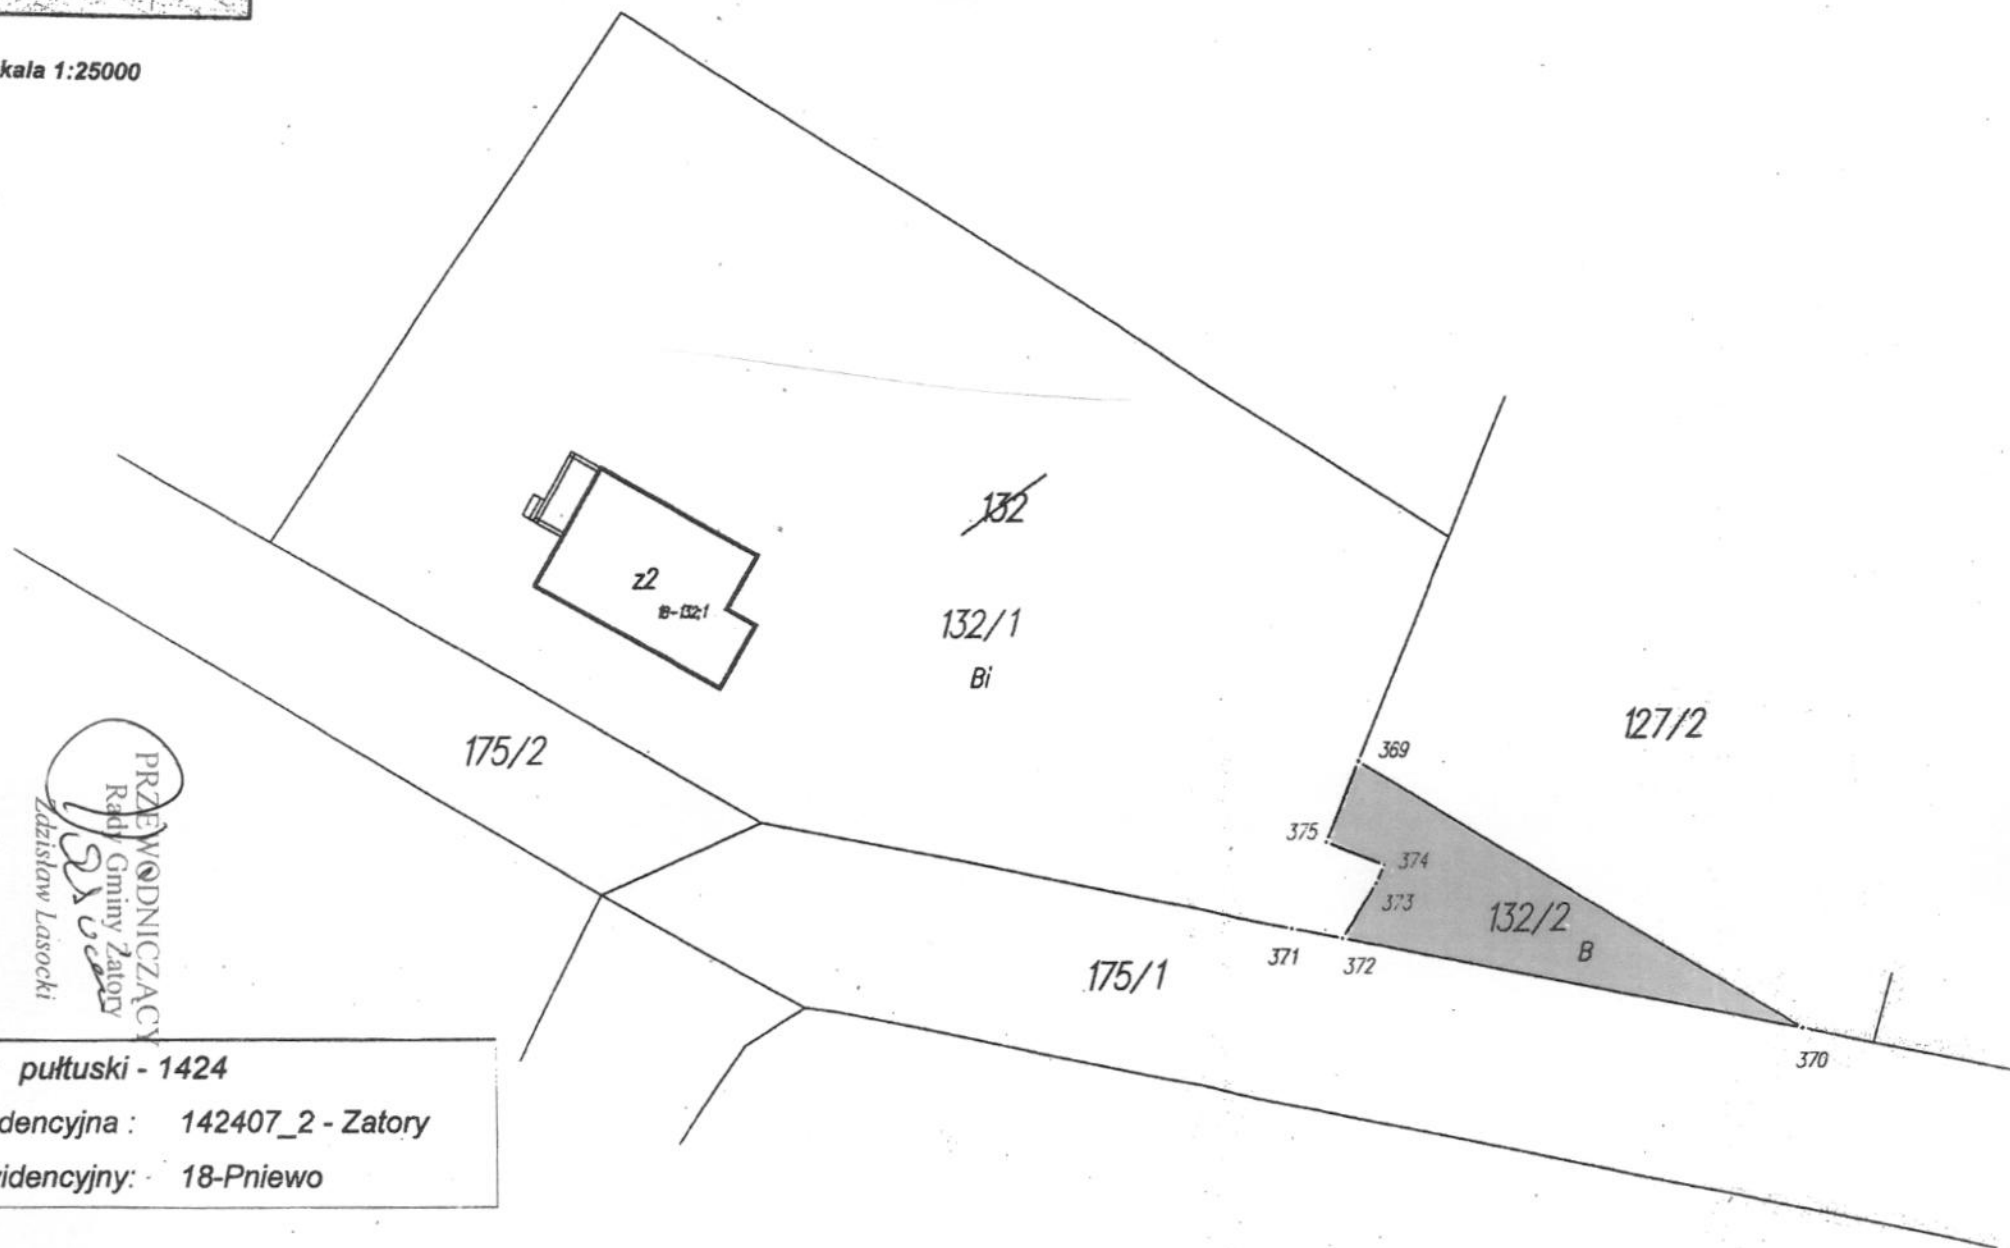 kala 1:25000
132
z2
18-132;1
132/1
Bi
127/2
175/2
369
375
374
373
132/2
B
371
372
175/1
370
PRZEWODNICZĄCY
Rady Gminy Zatory
Zdzisław Lasocki
pułtuski - 1424
dencyjna : 142407_2 - Zatory
videncyjny: 18-Pniewo